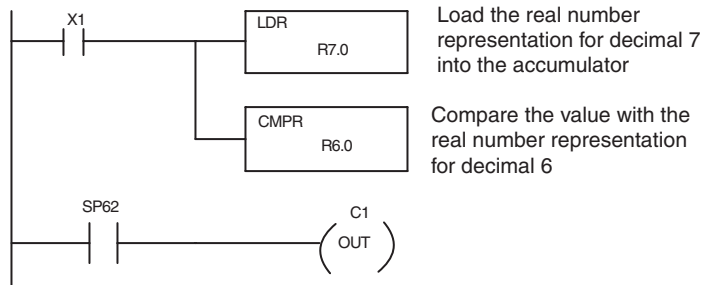 X1
LDR
R7.0
Load the real number
representation for decimal 7
into the accumulator
CMPR
R6.0
Compare the value with the
real number representation
for decimal 6
SP62
C1
OUT